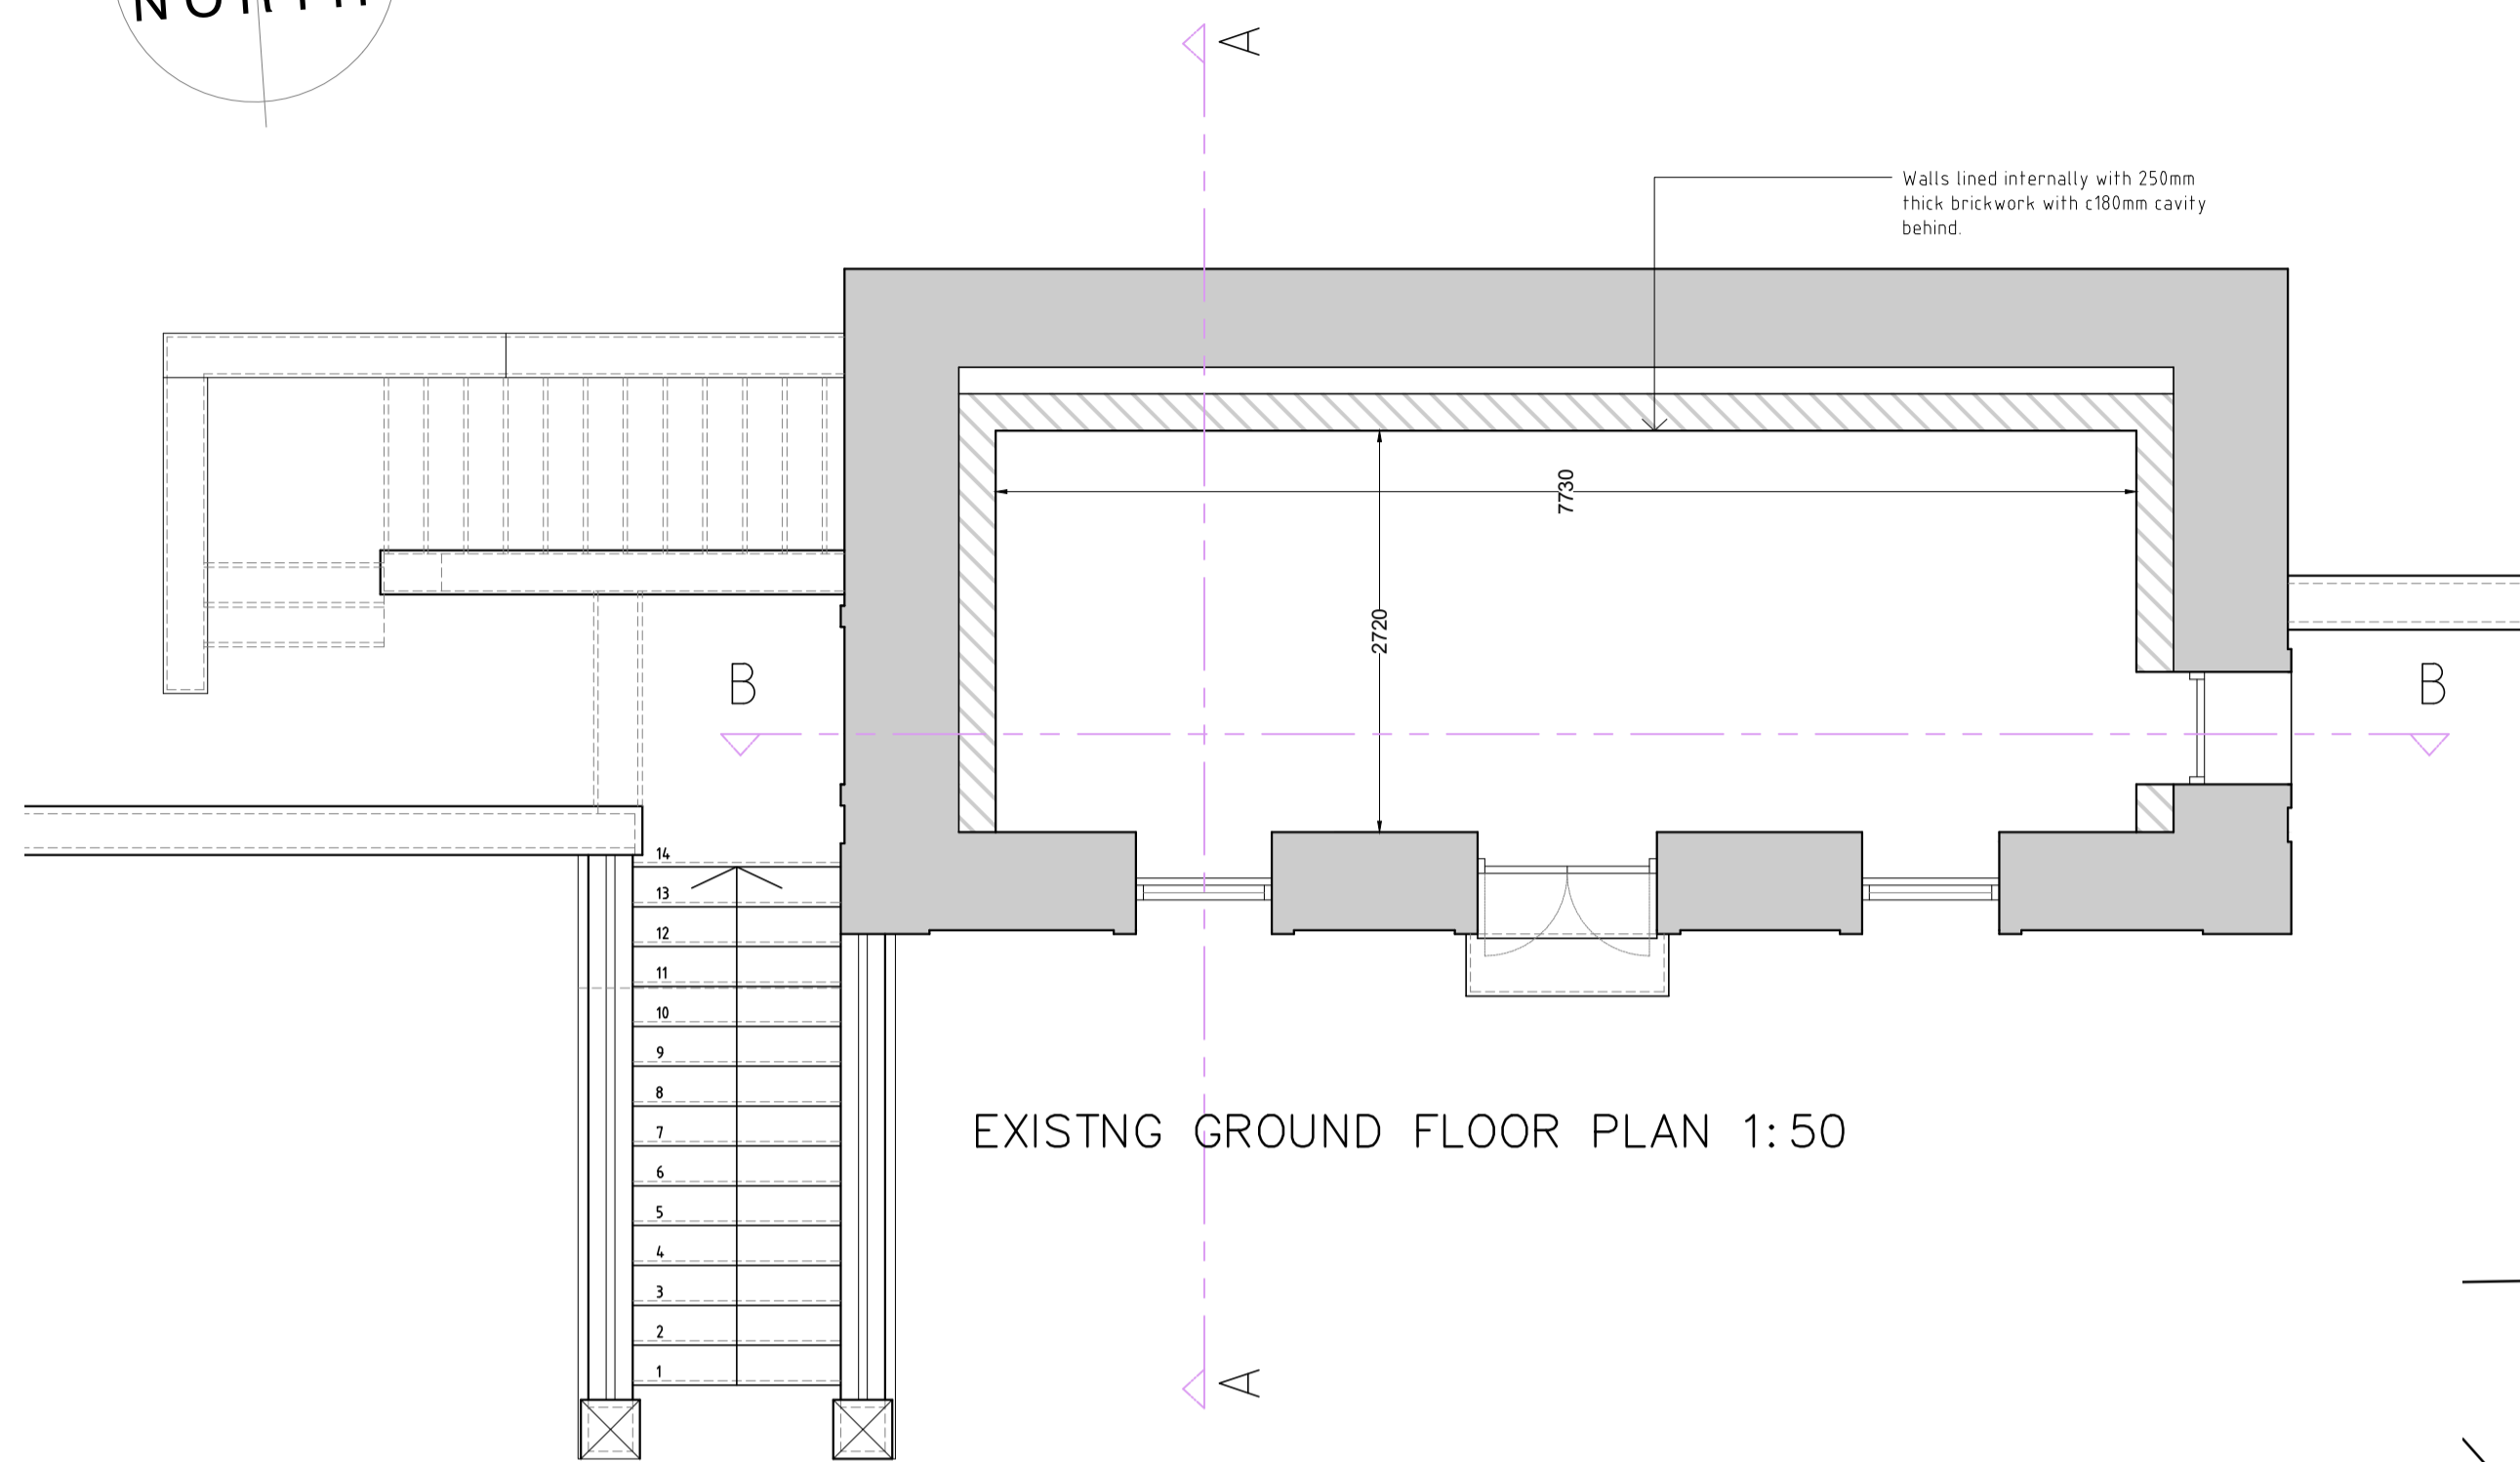 NORTH
A
Walls lined internally with 250mm
thick brickwork with c180mm cavity
behind.
7730
2720
B
B
14
13
12
11
10
9
8
7
6
5
4
3
2
1
EXISTNG GROUND FLOOR PLAN 1:50
A